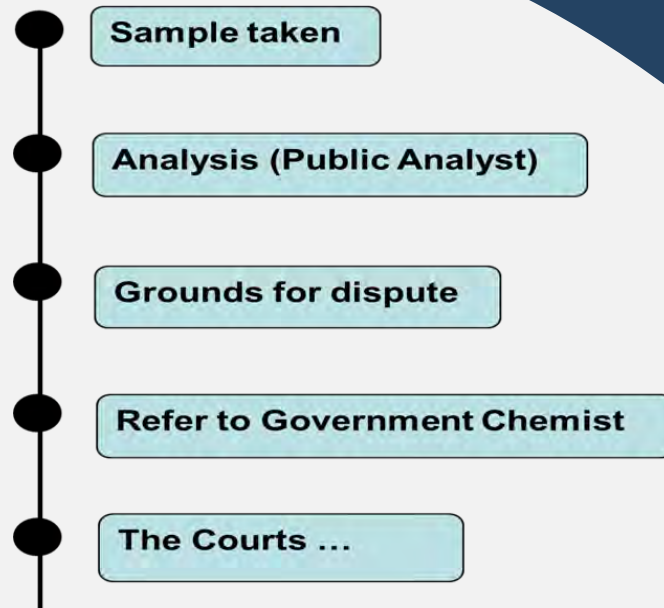 Sample taken
Analysis (Public Analyst)
Grounds for dispute
Refer to Government Chemist
The Courts ...